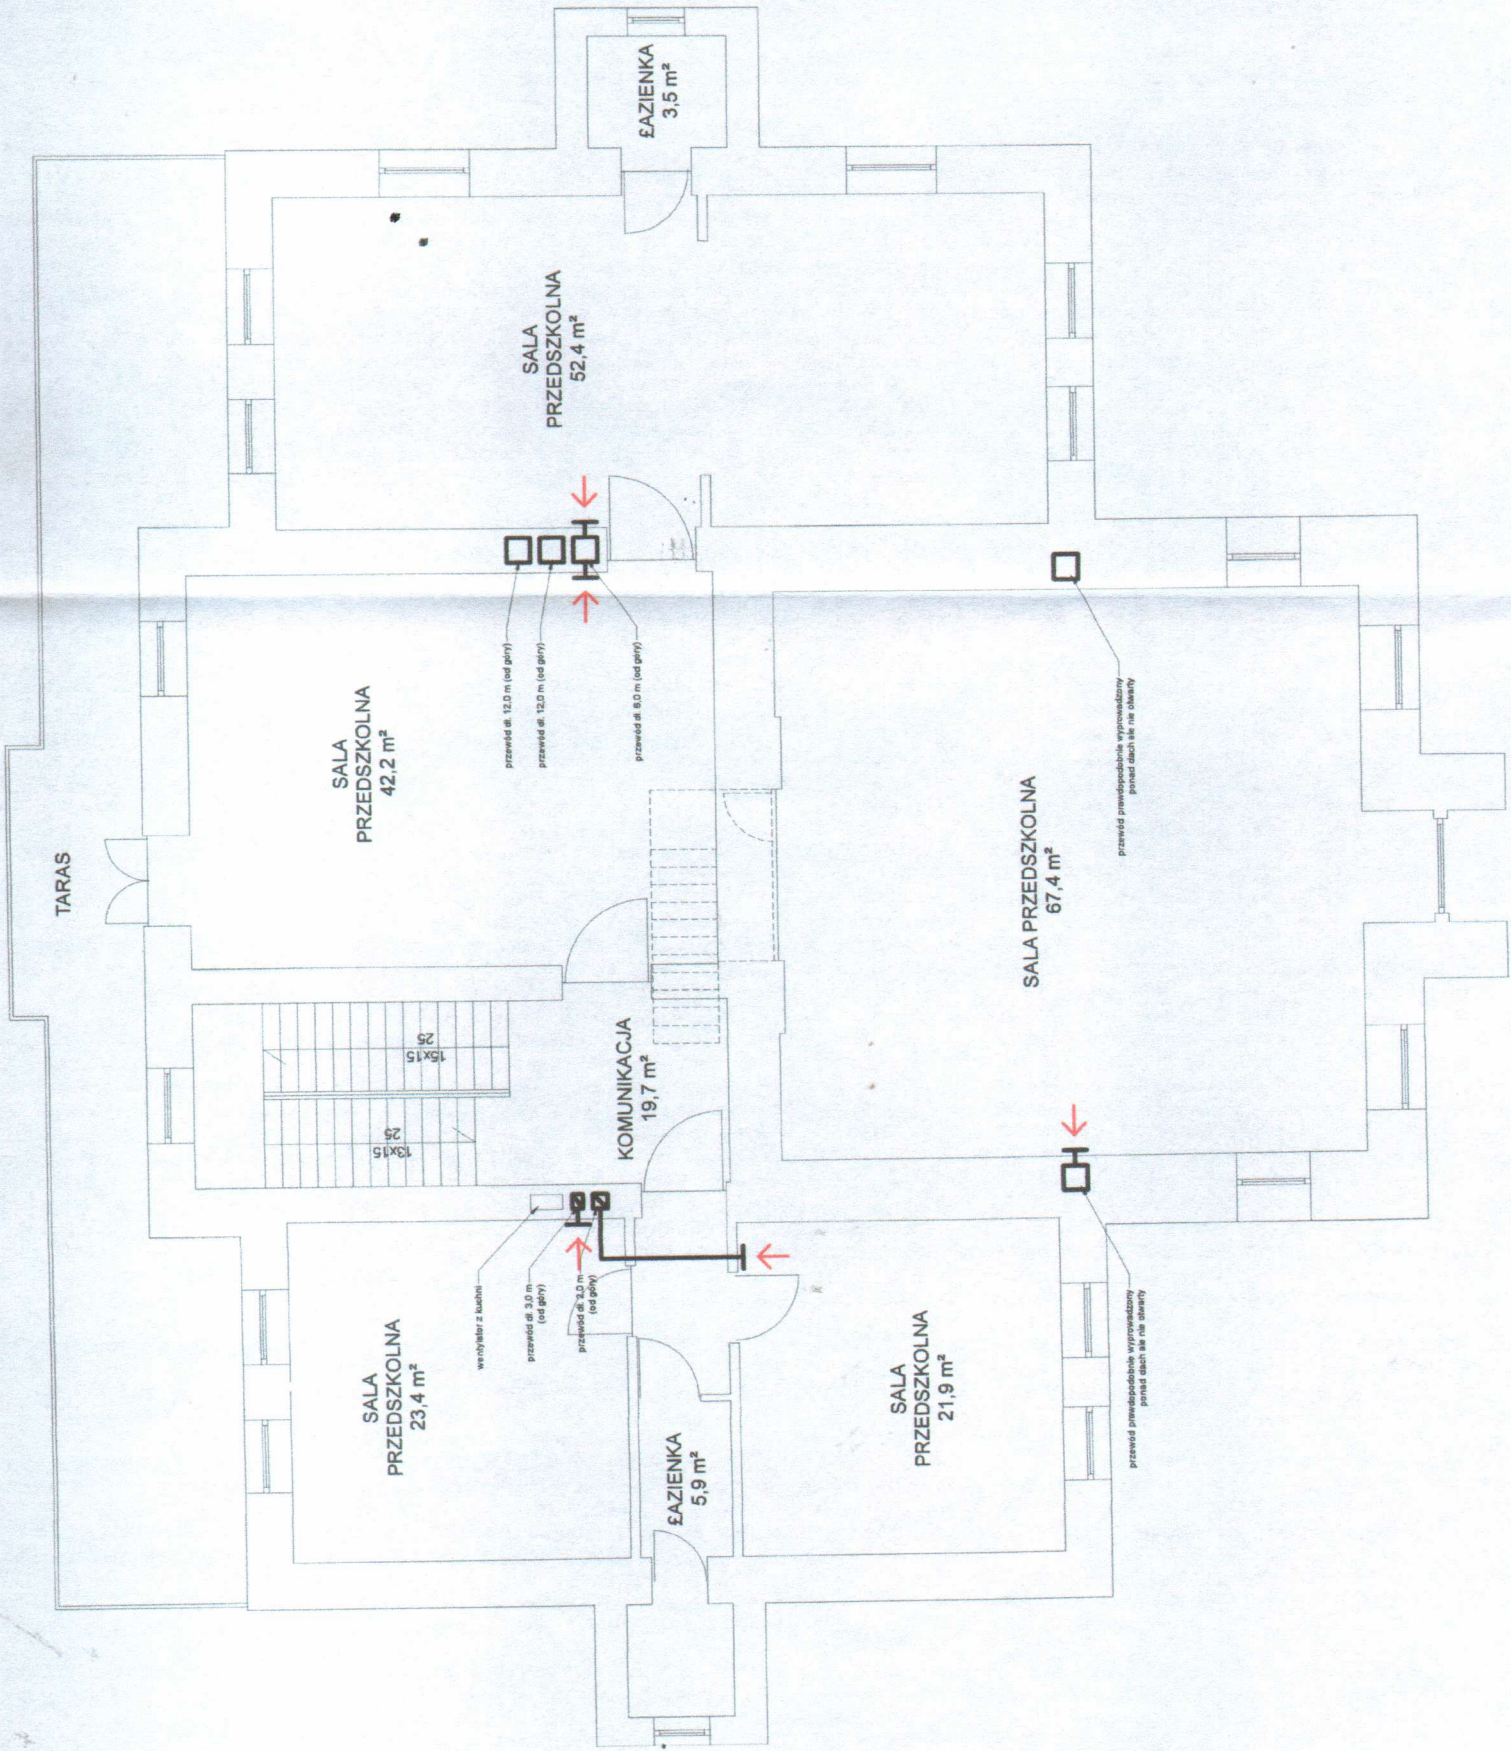 TARAS
ŁAZIENKA
3,5 m²
SALA
PRZEDSZKOLNA
52,4 m²
SALA
PRZEDSZKOLNA
42,2 m²
przewód dł. 12,0 m (od góry)
przewód dł. 12,0 m (od góry)
przewód dł. 6,0 m (od góry)
przewód prawdopodobnie wyprowadzony
ponad dach ale nie otwarty
SALA PRZEDSZKOLNA
67,4 m²
15x15
25
13x15
25
KOMUNIKACJA
19,7 m²
wentylator z kuchni
przewód dł. 3,0 m
(od góry)
przewód dł. 2,0 m
(od góry)
SALA
PRZEDSZKOLNA
23,4 m²
ŁAZIENKA
5,9 m²
SALA
PRZEDSZKOLNA
21,9 m²
przewód prawdopodobnie wyprowadzony
ponad dach ale nie otwarty